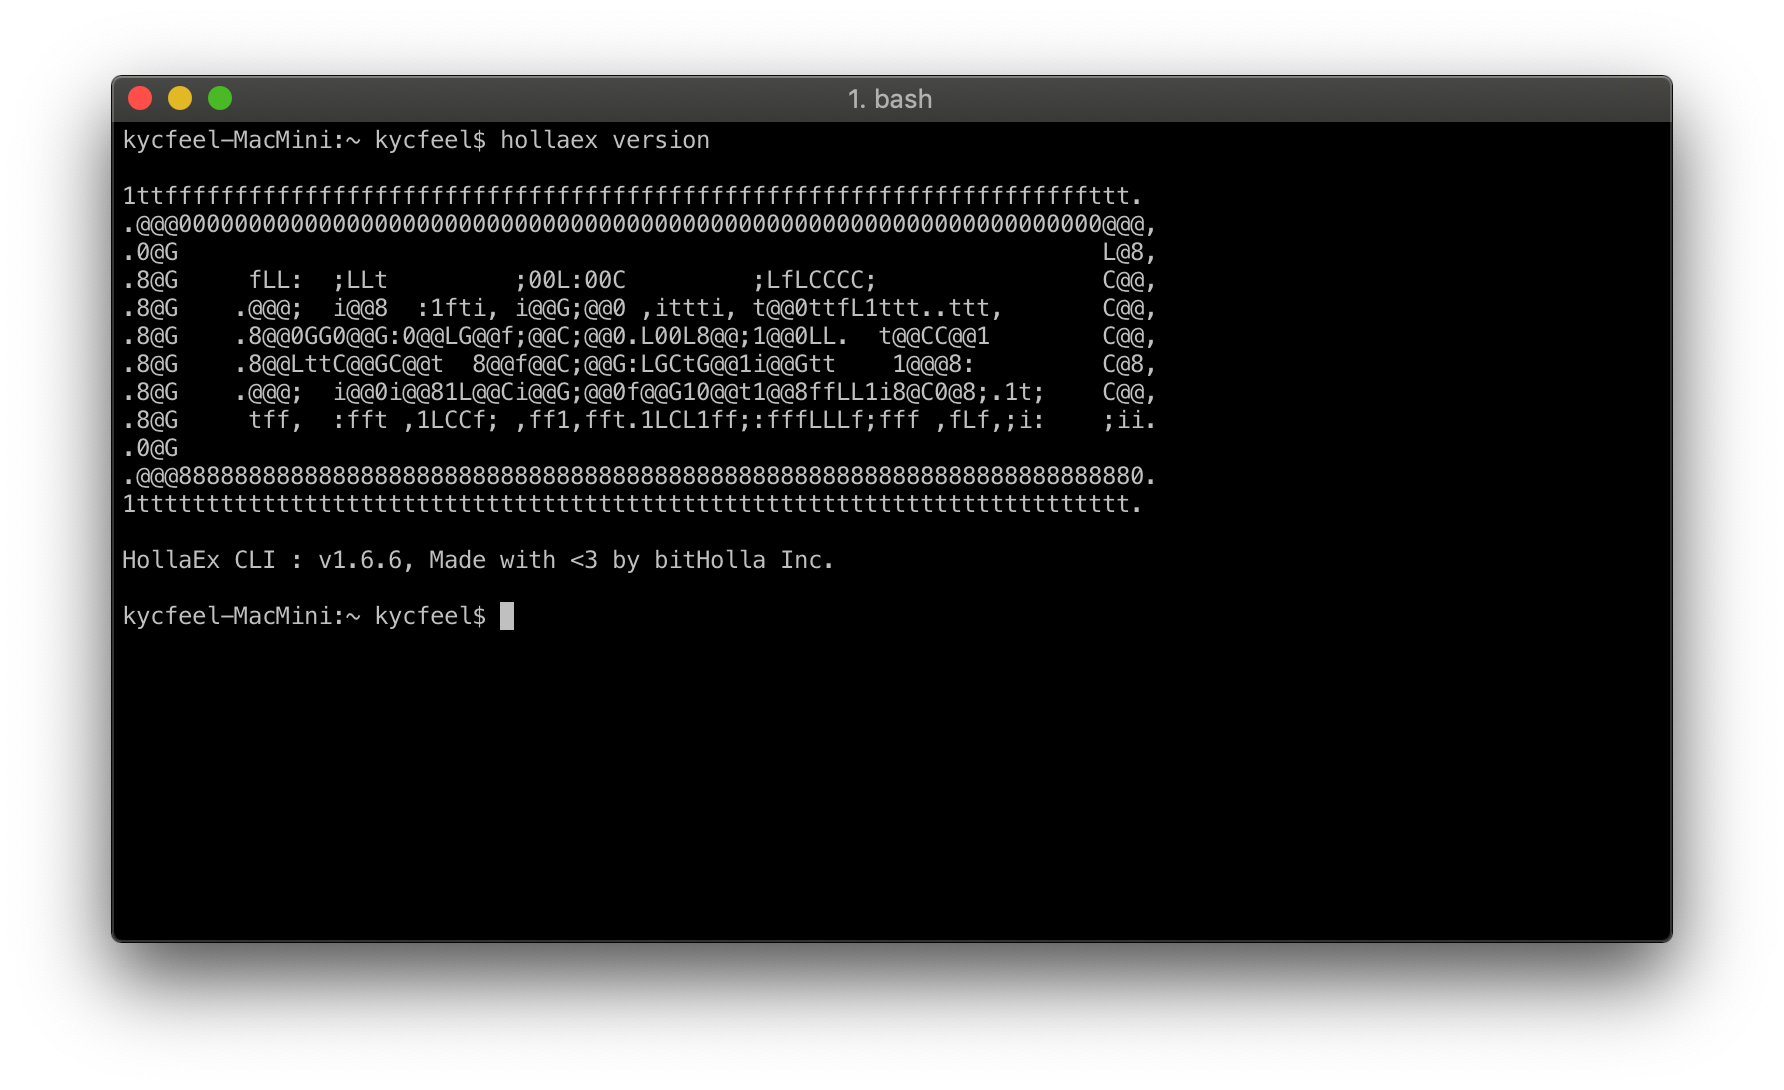 1. bash
kycfeel-MacMini:~ kycfeel$ hollaex version
1ttffffffffffffffffffffffffffffffffffffffffffffffffffffffffffffffffffttt.
.@@@000000000000000000000000000000000000000000000000000000000000000000@@@,
.0@G                                                                  L@8,
.8@G     fLL:  ;LLt         ;00L:00C         ;LfLCCCC;                C@@,
.8@G    .@@@;  i@@8  :1fti, i@@G;@@0 ,ittti, t@@0ttfL1ttt..ttt,       C@@,
.8@G    .8@@0GG0@@G:0@@LG@@f;@@C;@@0.L00L8@@;1@@0LL.  t@@CC@@1        C@@,
.8@G    .8@@LttC@@GC@@t  8@@f@@C;@@G:LGCtG@@1i@@Gtt    1@@@8:         C@8,
.8@G    .@@@;  i@@0i@@81L@@Ci@@G;@@0f@@G10@@t1@@8ffLL1i8@C0@8;.1t;    C@@,
.8@G     tff,  :fft ,1LCCf; ,ff1,fft.1LCL1ff;:fffLLLf;fff ,fLf,;i:    ;ii.
.0@G
.@@@888888888888888888888888888888888888888888888888888888888888888888880.
1ttttttttttttttttttttttttttttttttttttttttttttttttttttttttttttttttttttttt.
HollaEx CLI : v1.6.6, Made with <3 by bitHolla Inc.
kycfeel-MacMini:~ kycfeel$